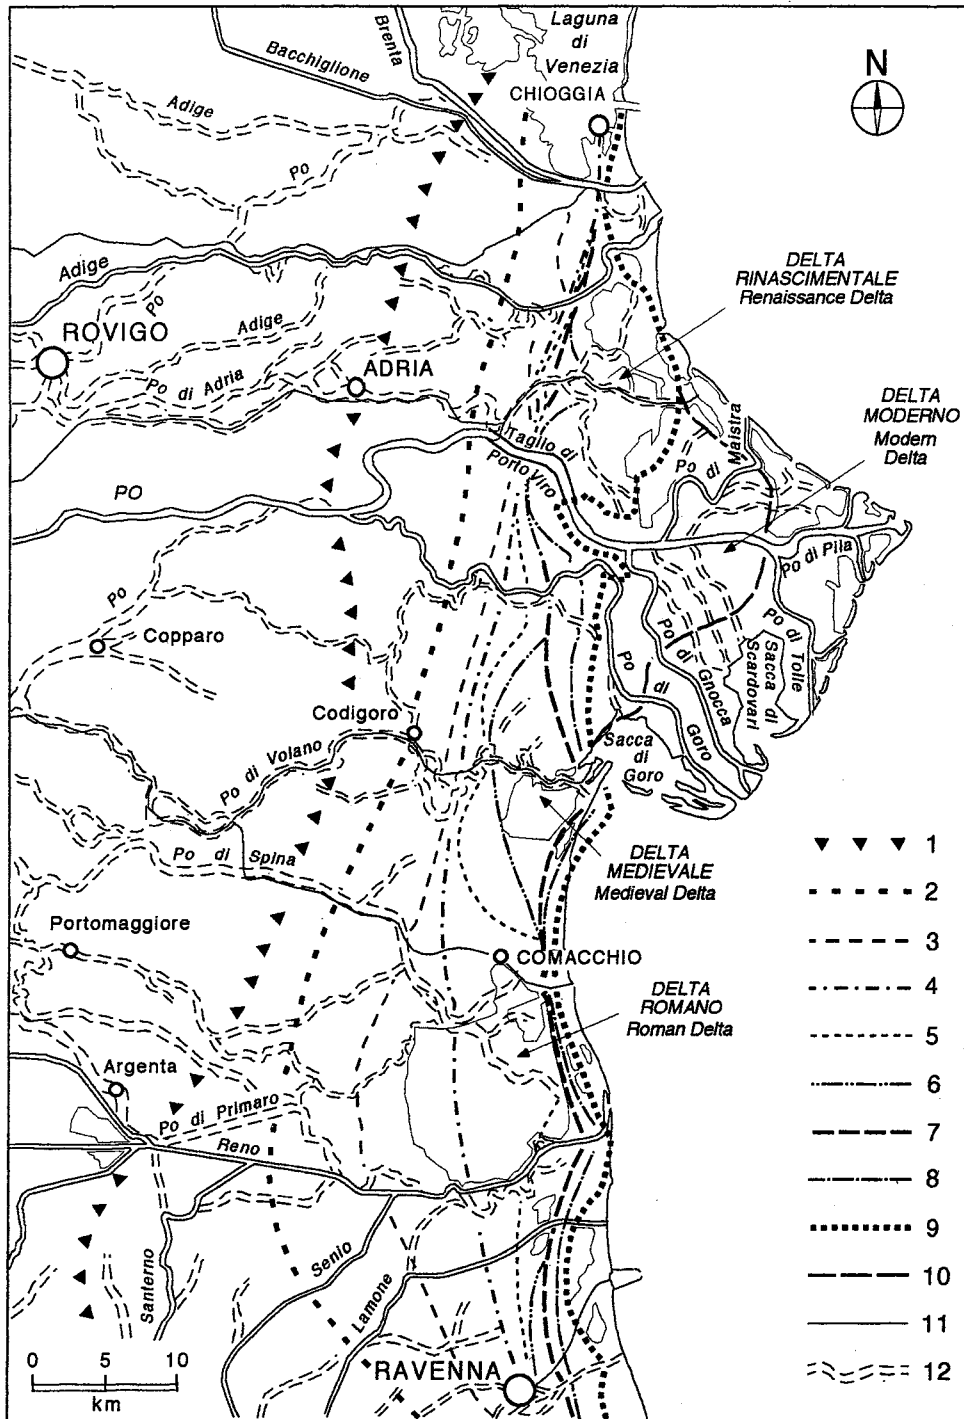 Laguna
di
Venezia
CHIOGGIA
N
Brenta
Bacchiglione
Adige
Po
Adige
Po
ROVIGO
Adige
Po di Adria
ADRIA
DELTA
RINASCIMENTALE
Renaissance Delta
DELTA
MODERNO
Modern
Delta
Taglio di
Porto Viro
Po di
Maistra
PO
Po di Pila
Po
Copparo
Po di
Goro
Po di Gnocca
Po di Tolle
Sacca di
Scardovari
Codigoro
Po di Volano
Sacca
di
Goro
Po di Spina
DELTA
MEDIEVALE
Medieval Delta
Portomaggiore
COMACCHIO
DELTA
ROMANO
Roman Delta
Argenta
Po di Primaro
Reno
Santerno
Senio
Lamone
RAVENNA
1
2
3
4
5
6
7
8
9
10
11
12
0 5 10
km